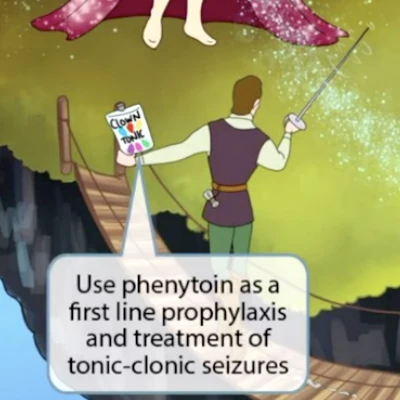 CLOWN
TONIC
Use phenytoin as a
first line prophylaxis
and treatment of
tonic-clonic seizures